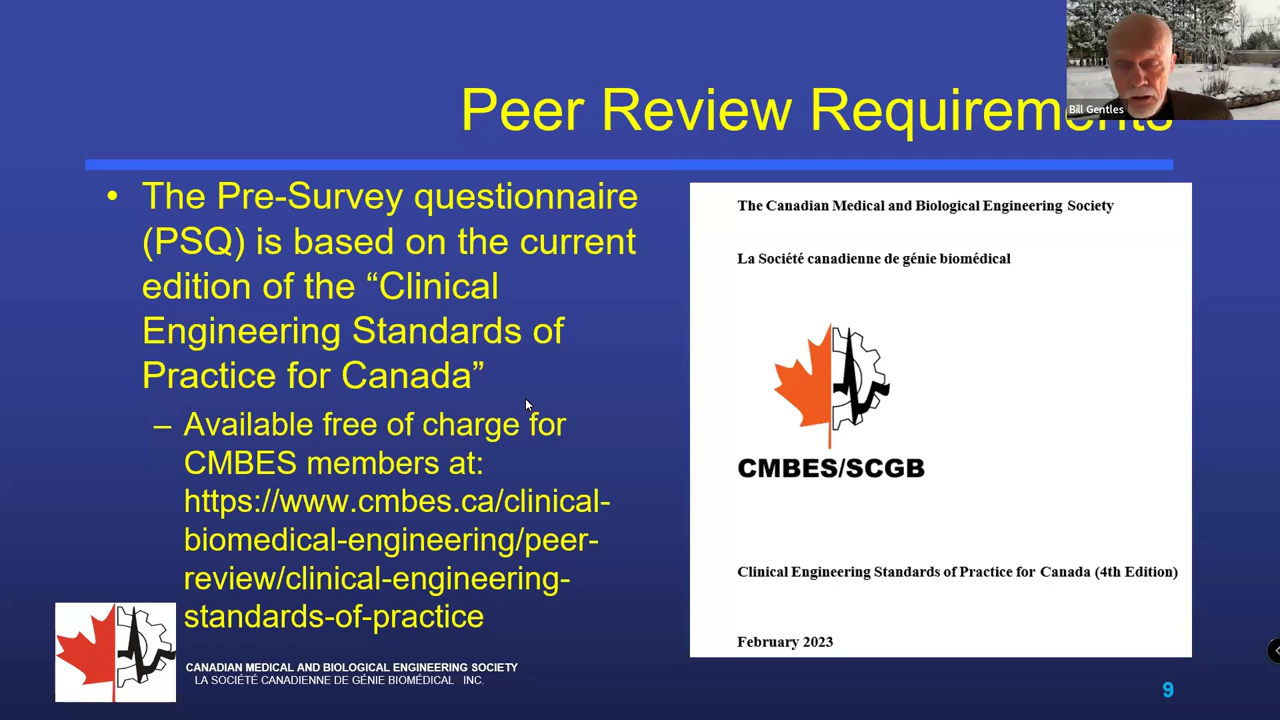 Peer Review Requirements
Bill Gentles
• The Pre-Survey questionnaire
(PSQ) is based on the current
edition of the “Clinical
Engineering Standards of
Practice for Canada”
– Available free of charge for
CMBES members at:
https://www.cmbes.ca/clinical-
biomedical-engineering/peer-
review/clinical-engineering-
standards-of-practice
The Canadian Medical and Biological Engineering Society
La Société canadienne de génie biomédical
CMBES/SCGB
Clinical Engineering Standards of Practice for Canada (4th Edition)
February 2023
CANADIAN MEDICAL AND BIOLOGICAL ENGINEERING SOCIETY
LA SOCIÉTÉ CANADIENNE DE GÉNIE BIOMÉDICAL INC.
9